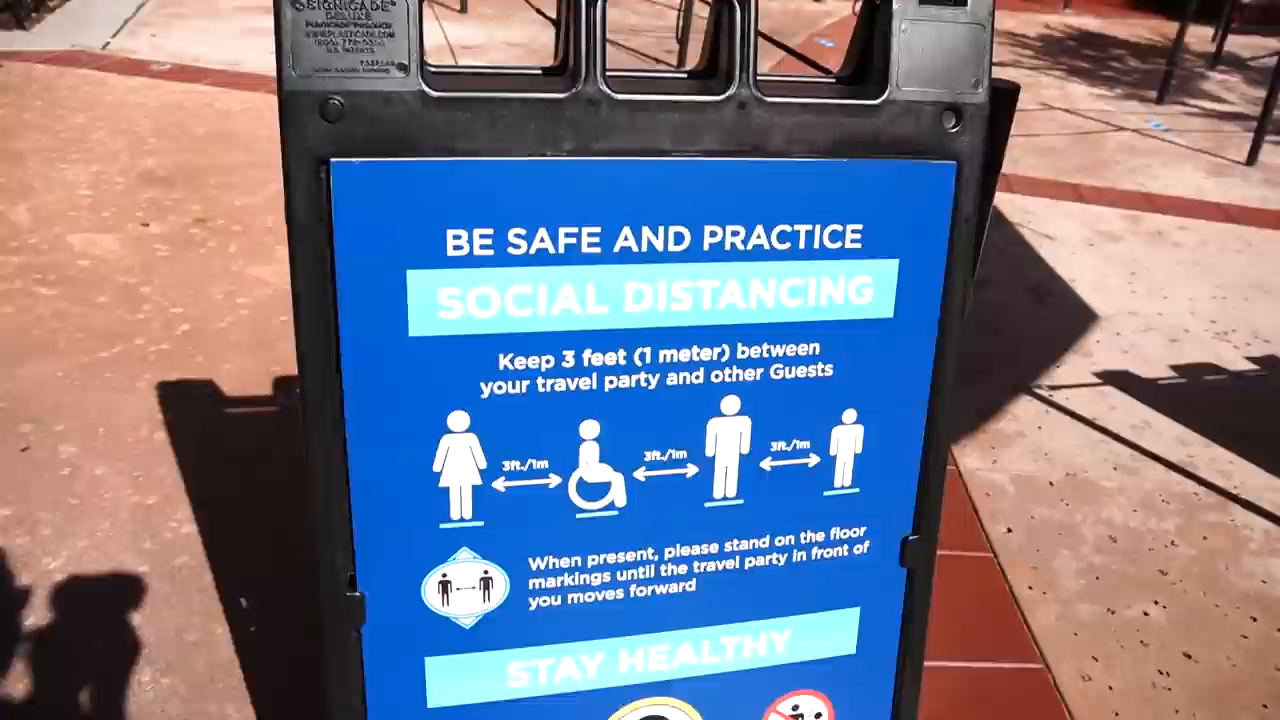 SIGNICADE®
DELUXE
BE SAFE AND PRACTICE
SOCIAL DISTANCING
Keep 3 feet (1 meter) between
your travel party and other Guests
3ft./1m
3ft./1m
3ft./1m
When present, please stand on the floor
markings until the travel party in front of
you moves forward
STAY HEALTHY